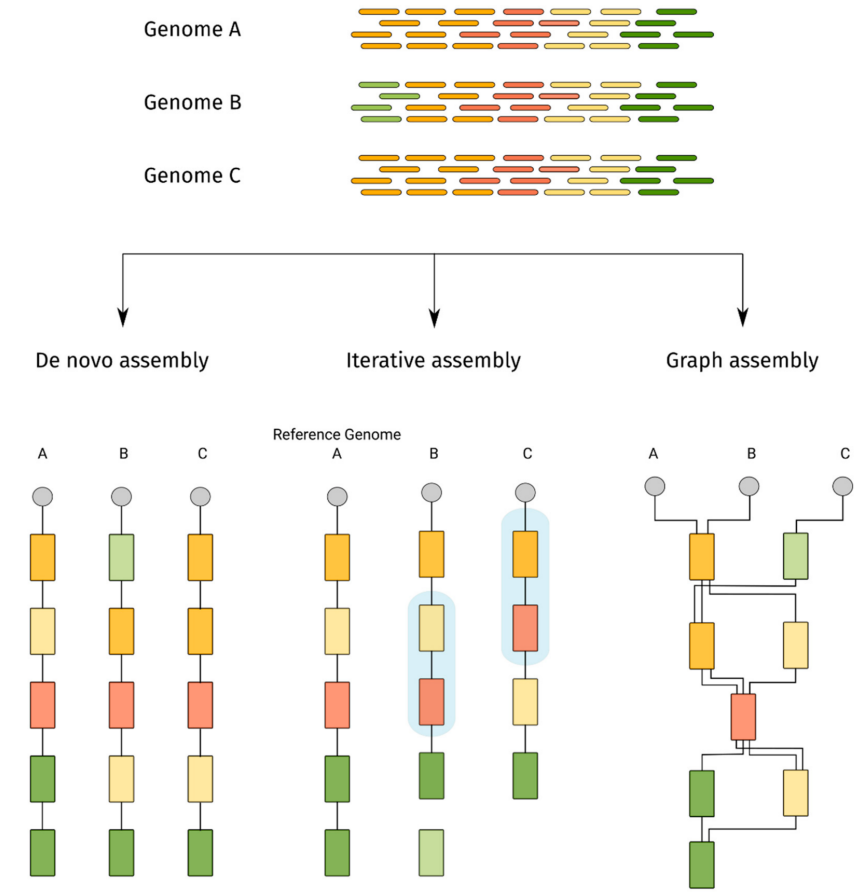 Genome A
Genome B
Genome C
De novo assembly
Iterative assembly
Graph assembly
Reference Genome
A B C
A B C
A B C